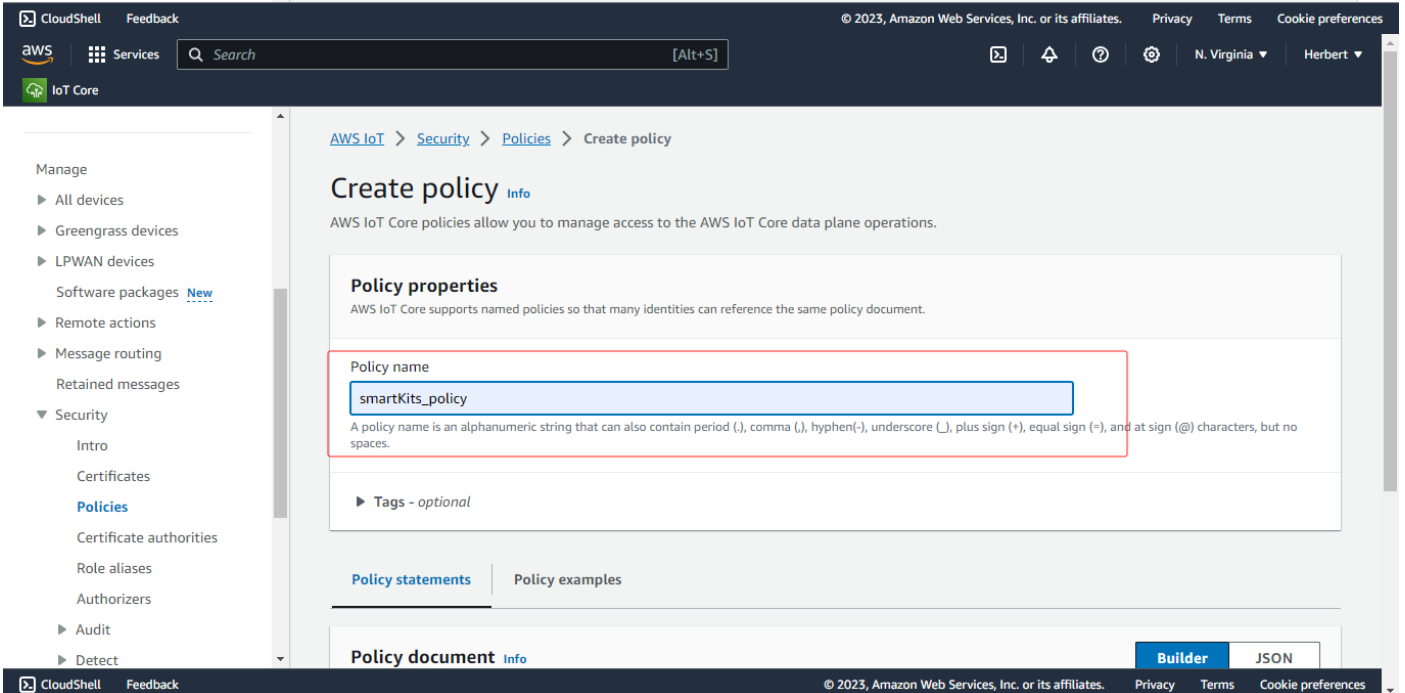 CloudShell Feedback © 2023, Amazon Web Services, Inc. or its affiliates. Privacy Terms Cookie preferences
aws Services Search [Alt+S] N. Virginia Herbert
IoT Core
AWS IoT > Security > Policies > Create policy
Manage
All devices
Greengrass devices
LPWAN devices
Software packages New
Remote actions
Message routing
Retained messages
Security
Intro
Certificates
Policies
Certificate authorities
Role aliases
Authorizers
Audit
Detect
Create policy Info
AWS IoT Core policies allow you to manage access to the AWS IoT Core data plane operations.
Policy properties
AWS IoT Core supports named policies so that many identities can reference the same policy document.
Policy name
smartKits_policy
A policy name is an alphanumeric string that can also contain period (.), comma (,), hyphen(-), underscore (_), plus sign (+), equal sign (=), and at sign (@) characters, but no
spaces.
Tags - optional
Policy statements Policy examples
Policy document Info Builder JSON
CloudShell Feedback © 2023, Amazon Web Services, Inc. or its affiliates. Privacy Terms Cookie preferences